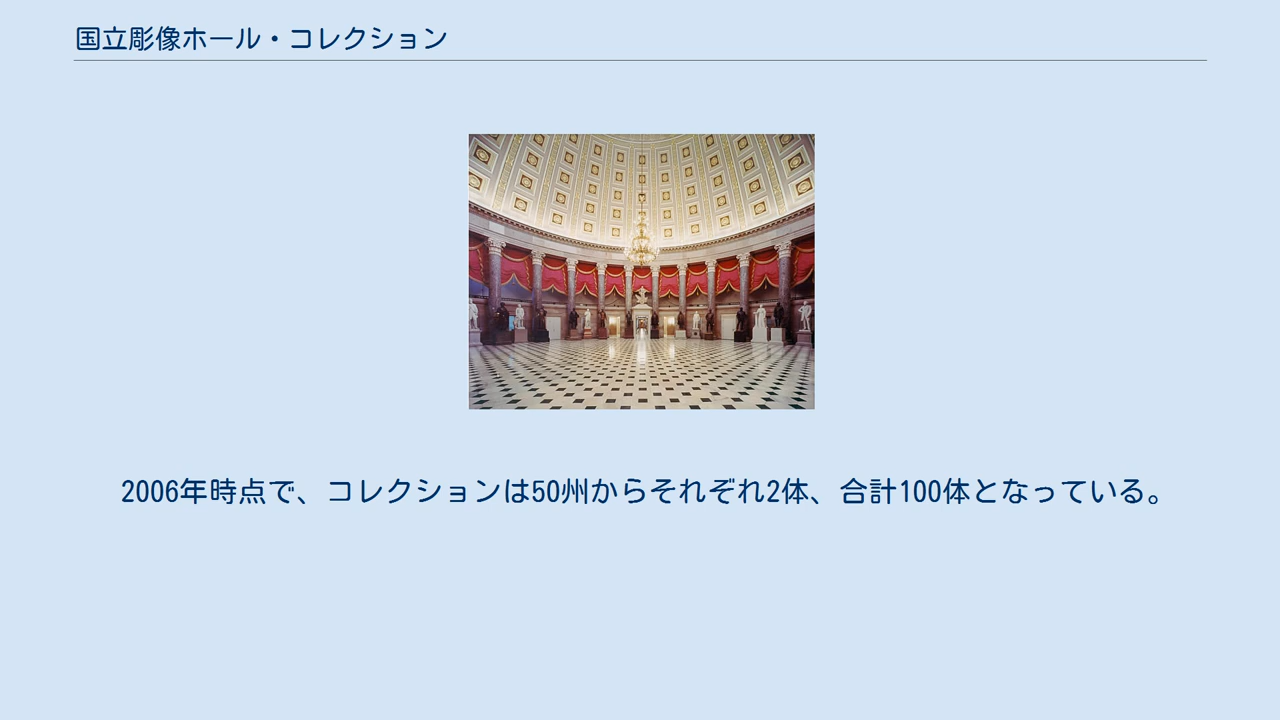 国立彫像ホール・コレクション
2006年時点で、コレクションは50州からそれぞれ2体、合計100体となっている。